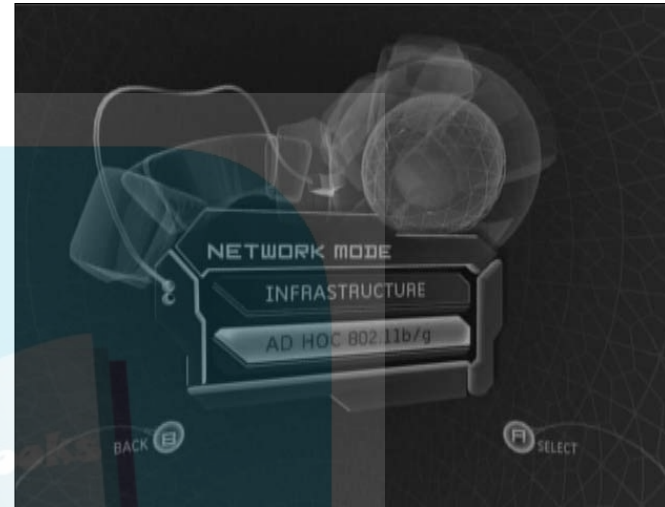 NETWORK MODE
INFRASTRUCTURE
AD HOC 802.11b/g
BACK B
A SELECT